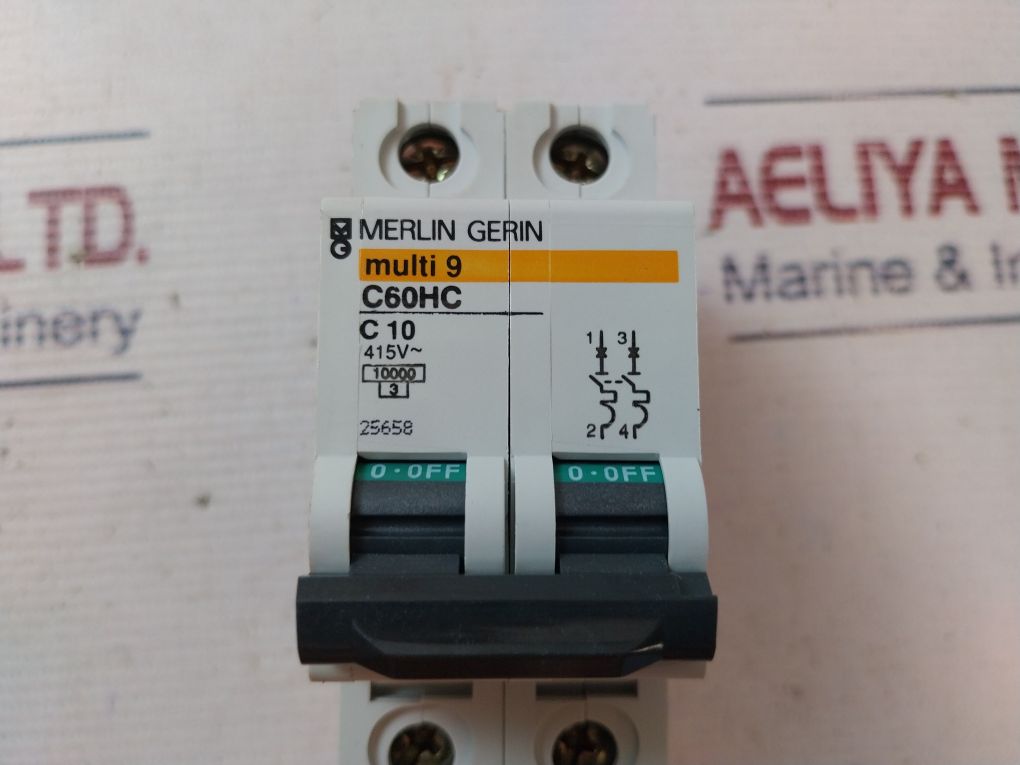 LTD.
AELIYA M
Marine & In
inery
MERLIN GERIN
multi 9
C60HC
C 10
415V~
10000
3
25658
1 3
2 4
O·OFF O·OFF